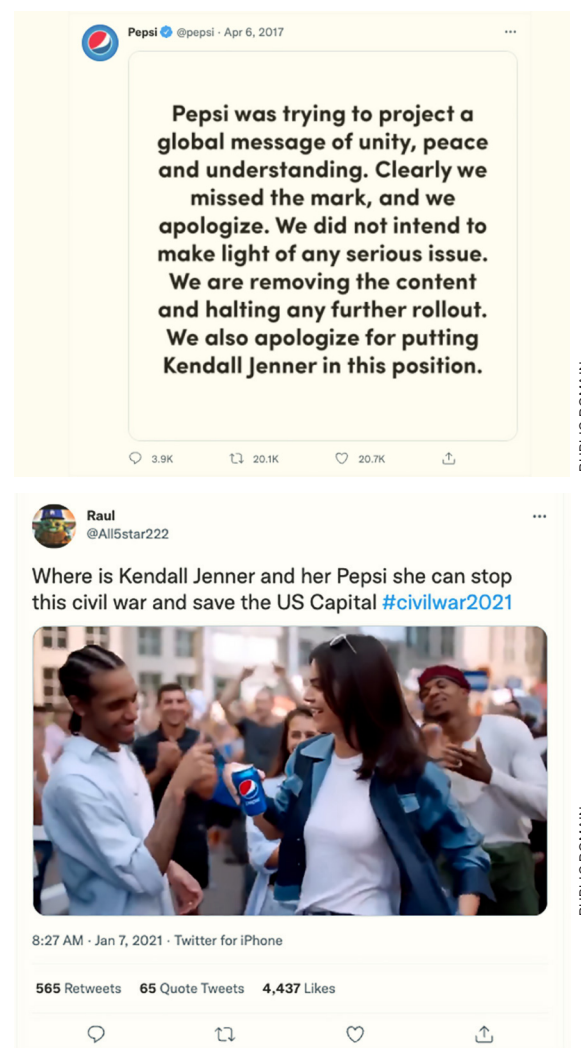 Pepsi @pepsi · Apr 6, 2017
Pepsi was trying to project a
global message of unity, peace
and understanding. Clearly we
missed the mark, and we
apologize. We did not intend to
make light of any serious issue.
We are removing the content
and halting any further rollout.
We also apologize for putting
Kendall Jenner in this position.
3.9K 20.1K 20.7K
Raul
@All5star222
Where is Kendall Jenner and her Pepsi she can stop
this civil war and save the US Capital #civilwar2021
8:27 AM · Jan 7, 2021 · Twitter for iPhone
565 Retweets 65 Quote Tweets 4,437 Likes